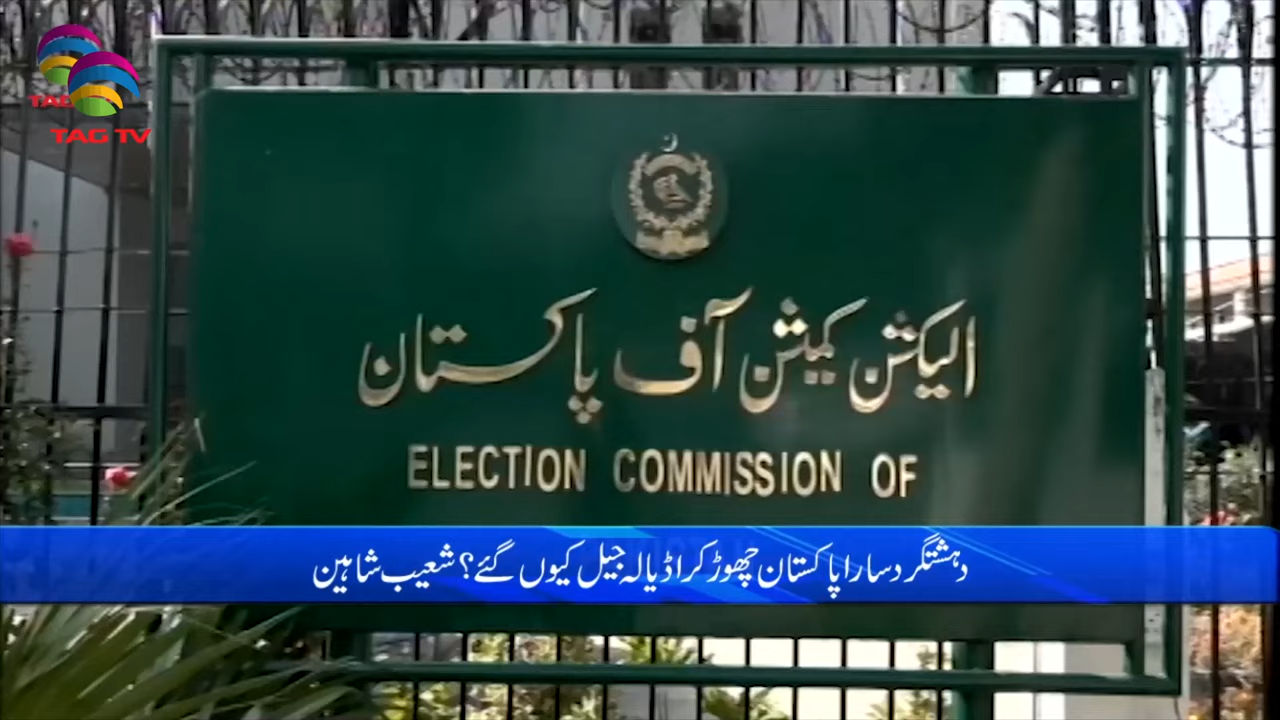 TAG TV
الیکشن کمیشن آف پاکستان
ELECTION COMMISSION OF
دہشتگرد سارا پاکستان چھوڑ کر اڈیالہ جیل کیوں گئے؟ شعیب شاہین